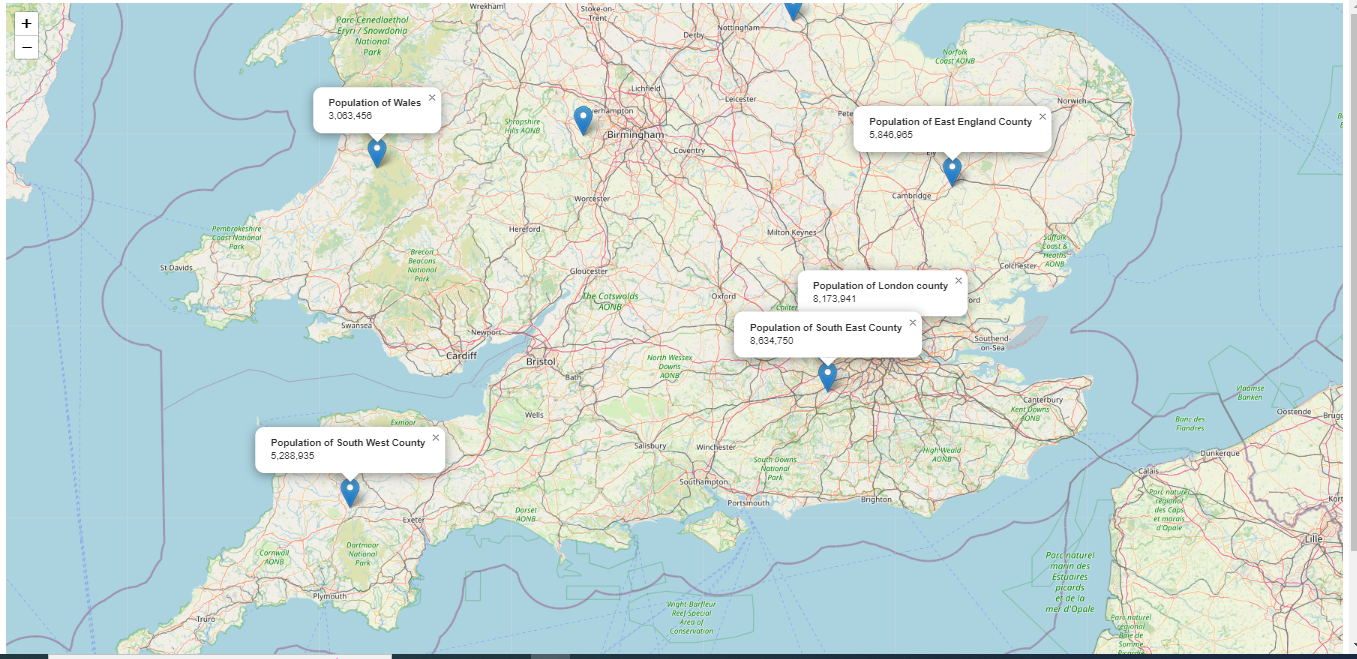 +
−
Wrexham
Stoke-on-
Trent
Parc Cenedlaethol
Eryri / Snowdonia
National
Park
Derby
Nottingham
Norfolk
Coast AONB
Lichfield
Leicester
Norwich
Population of Wales ×
3,063,456
Shropshire
Hills AONB
verhampton
Birmingham
Pete
Population of East England County ×
5,846,965
Coventry
Ely
Worcester
Cambridge
Hereford
Milton Keynes
Pembrokeshire
Coast National
Park
Suffolk
Coast &
Heaths
AONB
Brecon
Beacons
National
Park
St Davids
Gloucester
Colchester
The Cotswolds
AONB
Oxford
Population of London county ×
8,173,941
ord
Swansea
Newport
Population of South East County ×
8,634,750
Southend-
on-Sea
Cardiff
Bristol
North Wessex
Downs
AONB
Bath
Vlaamse
Banken
Canterbury
Kent Downs
AONB
Oostende
Brugg
Wells
Exmoor
Banc des
Flandres
Population of South West County ×
5,288,935
Salisbury
Winchester
High Weald
AONB
Dunkerque
South Downs
National
Park
Calais
Southampton
Portsmouth
Brighton
Parc naturel
régional
des Caps
et marais
d'Opale
Kort
Dorset
AONB
Exeter
Lille
Cornwall
AONB
Dartmoor
National
Park
Parc naturel
marin des
Estuaires
picards
et de la
mer d'Opale
Plymouth
Wight-Barfleur
Reef Special
Area of
Conservation
Truro
Parc naturel
régional
Baie de
Somme